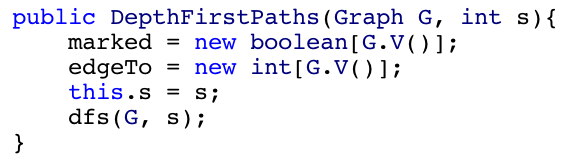 public DepthFirstPaths(Graph G, int s){
    marked = new boolean[G.V()];
    edgeTo = new int[G.V()];
    this.s = s;
    dfs(G, s);
}